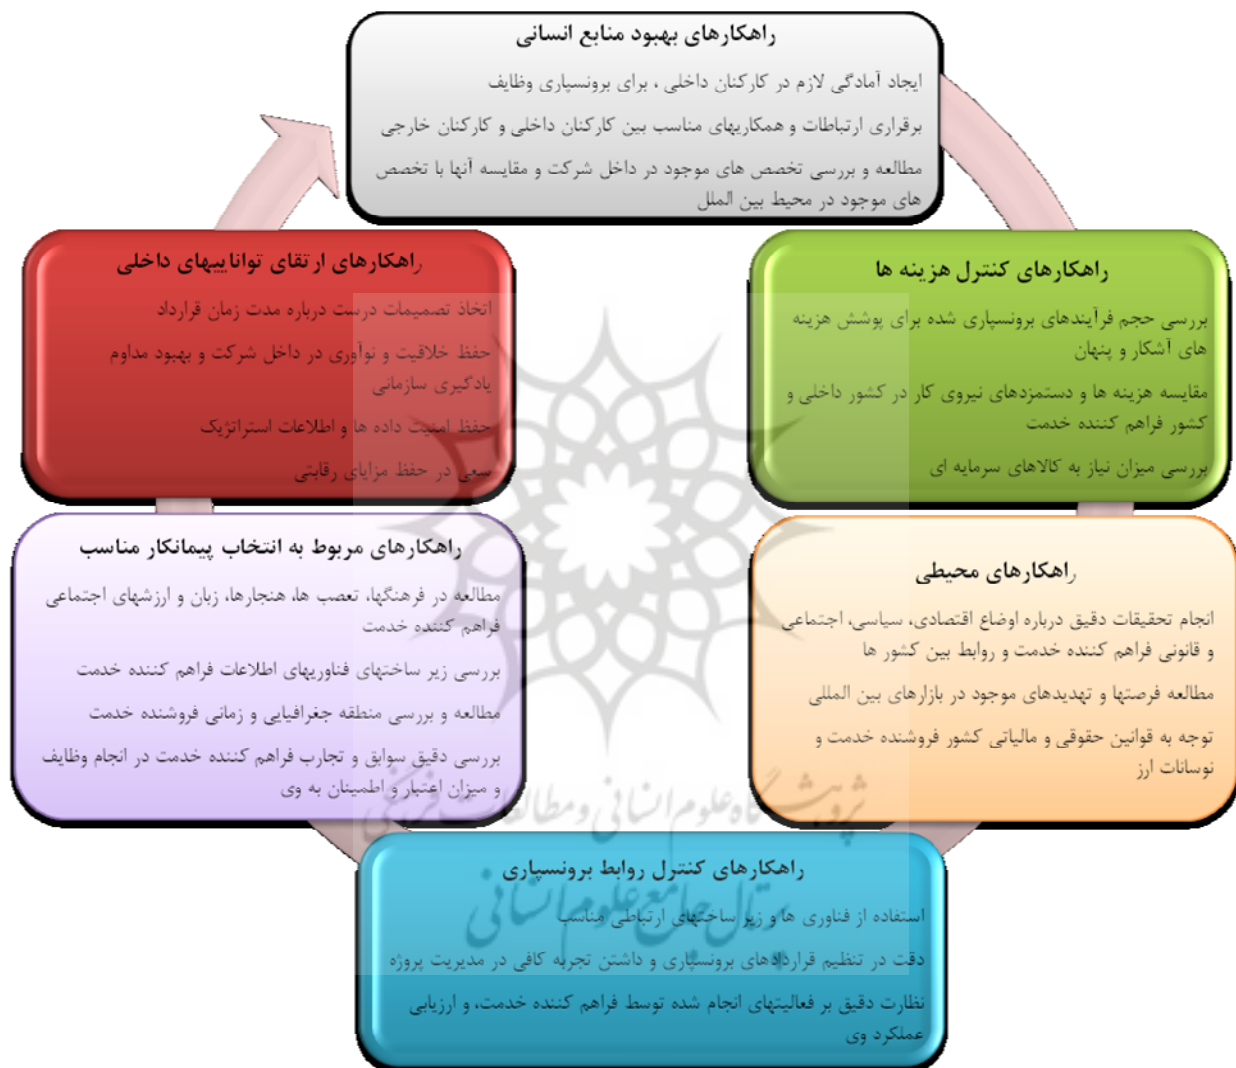 راهکارهای بهبود منابع انسانی
ایجاد آمادگی لازم در کارکنان داخلی ، برای برونسپاری وظایف
برقراری ارتباطات و همکاریهای مناسب بین کارکنان داخلی و کارکنان خارجی
مطالعه و بررسی تخصص های موجود در داخل شرکت و مقایسه آنها با تخصص
های موجود در محیط بین الملل
راهکارهای کنترل هزینه ها
بررسی حجم فرآیندهای برونسپاری شده برای پوشش هزینه
های آشکار و پنهان
مقایسه هزینه ها و دستمزدهای نیروی کار در کشور داخلی و
کشور فراهم کننده خدمت
بررسی میزان نیاز به کالاهای سرمایه ای
راهکارهای محیطی
انجام تحقیقات دقیق درباره اوضاع اقتصادی، سیاسی، اجتماعی
و قانونی فراهم کننده خدمت و روابط بین کشور ها
مطالعه فرصتها و تهدیدهای موجود در بازارهای بین المللی
توجه به قوانین حقوقی و مالیاتی کشور فروشنده خدمت و
نوسانات ارز
راهکارهای کنترل روابط برونسپاری
استفاده از فناوری ها و زیر ساختهای ارتباطی مناسب
دقت در تنظیم قراردادهای برونسپاری و داشتن تجربه کافی در مدیریت پروژه
نظارت دقیق بر فعالیتهای انجام شده توسط فراهم کننده خدمت، و ارزیابی
عملکرد وی
راهکارهای مربوط به انتخاب پیمانکار مناسب
مطالعه در فرهنگها، تعصب ها، هنجارها، زبان و ارزشهای اجتماعی
فراهم کننده خدمت
بررسی زیر ساختهای فناوریهای اطلاعات فراهم کننده خدمت
مطالعه و بررسی منطقه جغرافیایی و زمانی فروشنده خدمت
بررسی دقیق سوابق و تجارب فراهم کننده خدمت در انجام وظایف
و میزان اعتبار و اطمینان به وی
راهکارهای ارتقای تواناییهای داخلی
اتخاذ تصمیمات درست درباره مدت زمان قرارداد
حفظ خلاقیت و نوآوری در داخل شرکت و بهبود مداوم
یادگیری سازمانی
حفظ امنیت داده ها و اطلاعات استراتژیک
سعی در حفظ مزایای رقابتی
پژوهشگاه علوم انسانی و مطالعات فرهنگی
پرتال جامع علوم انسانی